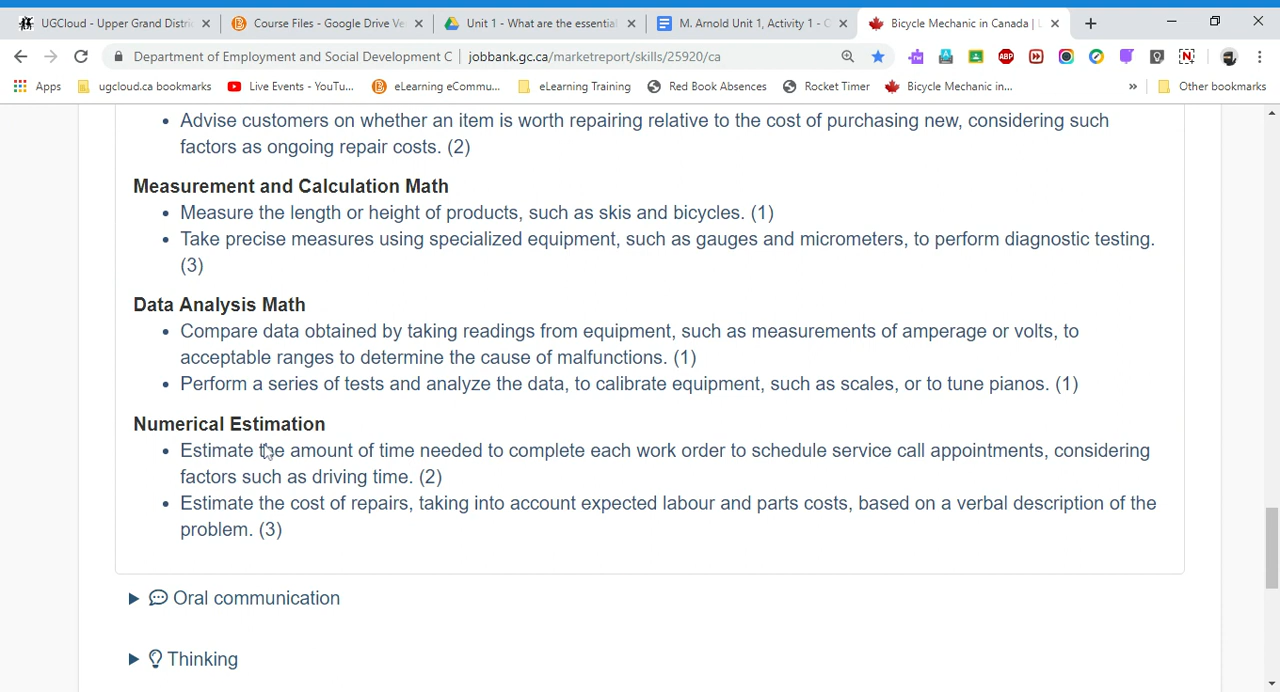 UGCloud - Upper Grand Distri
Course Files - Google Drive Ve
Unit 1 - What are the essential
M. Arnold Unit 1, Activity 1 - C
Bicycle Mechanic in Canada |
Department of Employment and Social Development C | jobbank.gc.ca/marketreport/skills/25920/ca
Apps
ugcloud.ca bookmarks
Live Events - YouTu...
eLearning eCommu...
eLearning Training
Red Book Absences
Rocket Timer
Bicycle Mechanic in...
»
Other bookmarks
• Advise customers on whether an item is worth repairing relative to the cost of purchasing new, considering such
factors as ongoing repair costs. (2)
Measurement and Calculation Math
• Measure the length or height of products, such as skis and bicycles. (1)
• Take precise measures using specialized equipment, such as gauges and micrometers, to perform diagnostic testing.
(3)
Data Analysis Math
• Compare data obtained by taking readings from equipment, such as measurements of amperage or volts, to
acceptable ranges to determine the cause of malfunctions. (1)
• Perform a series of tests and analyze the data, to calibrate equipment, such as scales, or to tune pianos. (1)
Numerical Estimation
• Estimate the amount of time needed to complete each work order to schedule service call appointments, considering
factors such as driving time. (2)
• Estimate the cost of repairs, taking into account expected labour and parts costs, based on a verbal description of the
problem. (3)
Oral communication
Thinking